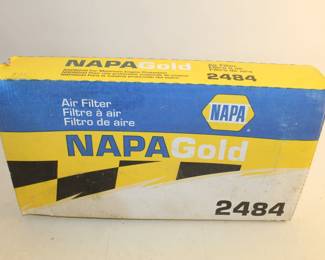 NAPAGold
Air Filter
Filtre à air
Filtro de aire
2484
Air Filter
Filtre à air
Filtro de aire
NAPA
NAPAGold
2484